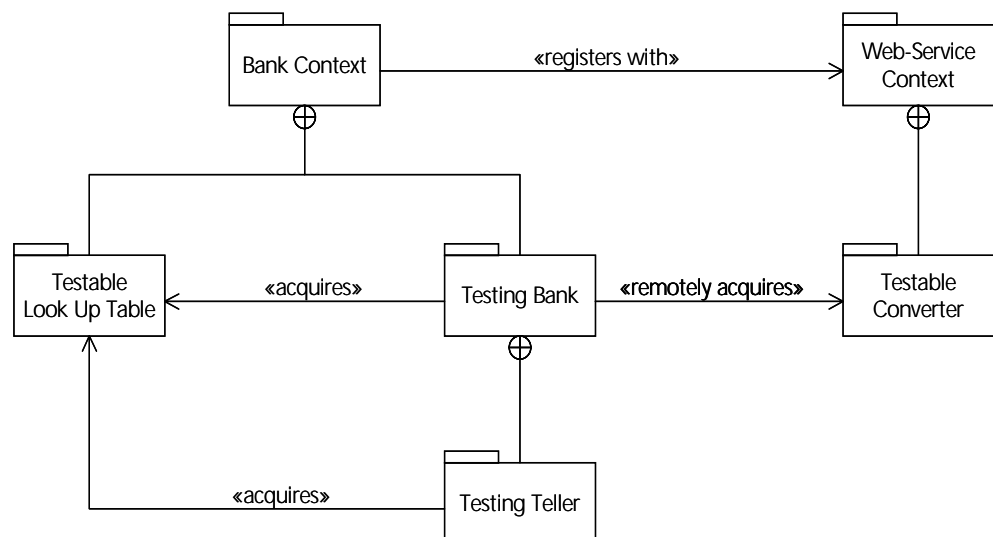 Bank Context
«registers with»
Web-Service
Context
Testable
Look Up Table
«acquires»
Testing Bank
«remotely acquires»
Testable
Converter
«acquires»
Testing Teller